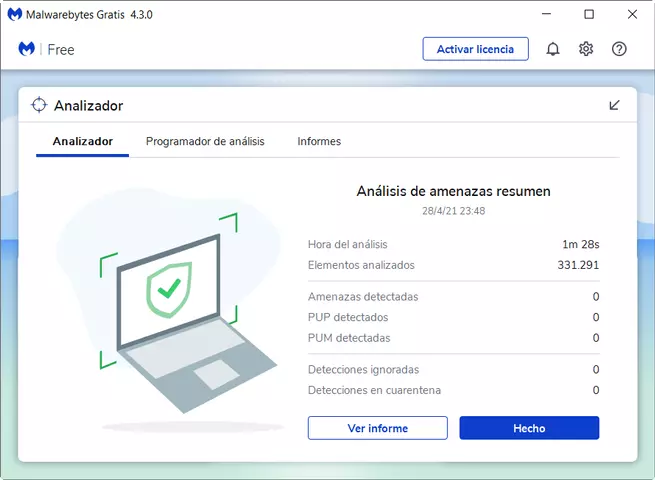 Malwarebytes Gratis 4.3.0
Free
Activar licencia
Analizador
Analizador Programador de análisis Informes
Análisis de amenazas resumen
28/4/21 23:48
Hora del análisis 1m 28s
Elementos analizados 331.291
Amenazas detectadas 0
PUP detectados 0
PUM detectadas 0
Detecciones ignoradas 0
Detecciones en cuarentena 0
Ver informe Hecho